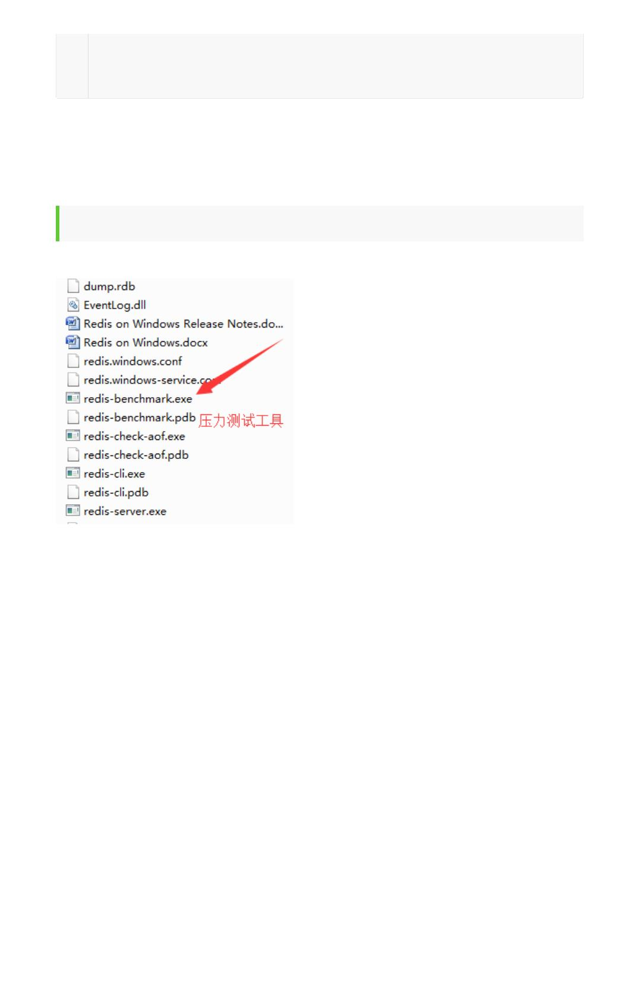 dump.rdb
EventLog.dll
Redis on Windows Release Notes.do...
Redis on Windows.docx
redis.windows.conf
redis.windows-service.con
redis-benchmark.exe
redis-benchmark.pdb
压力测试工具
redis-check-aof.exe
redis-check-aof.pdb
redis-cli.exe
redis-cli.pdb
redis-server.exe